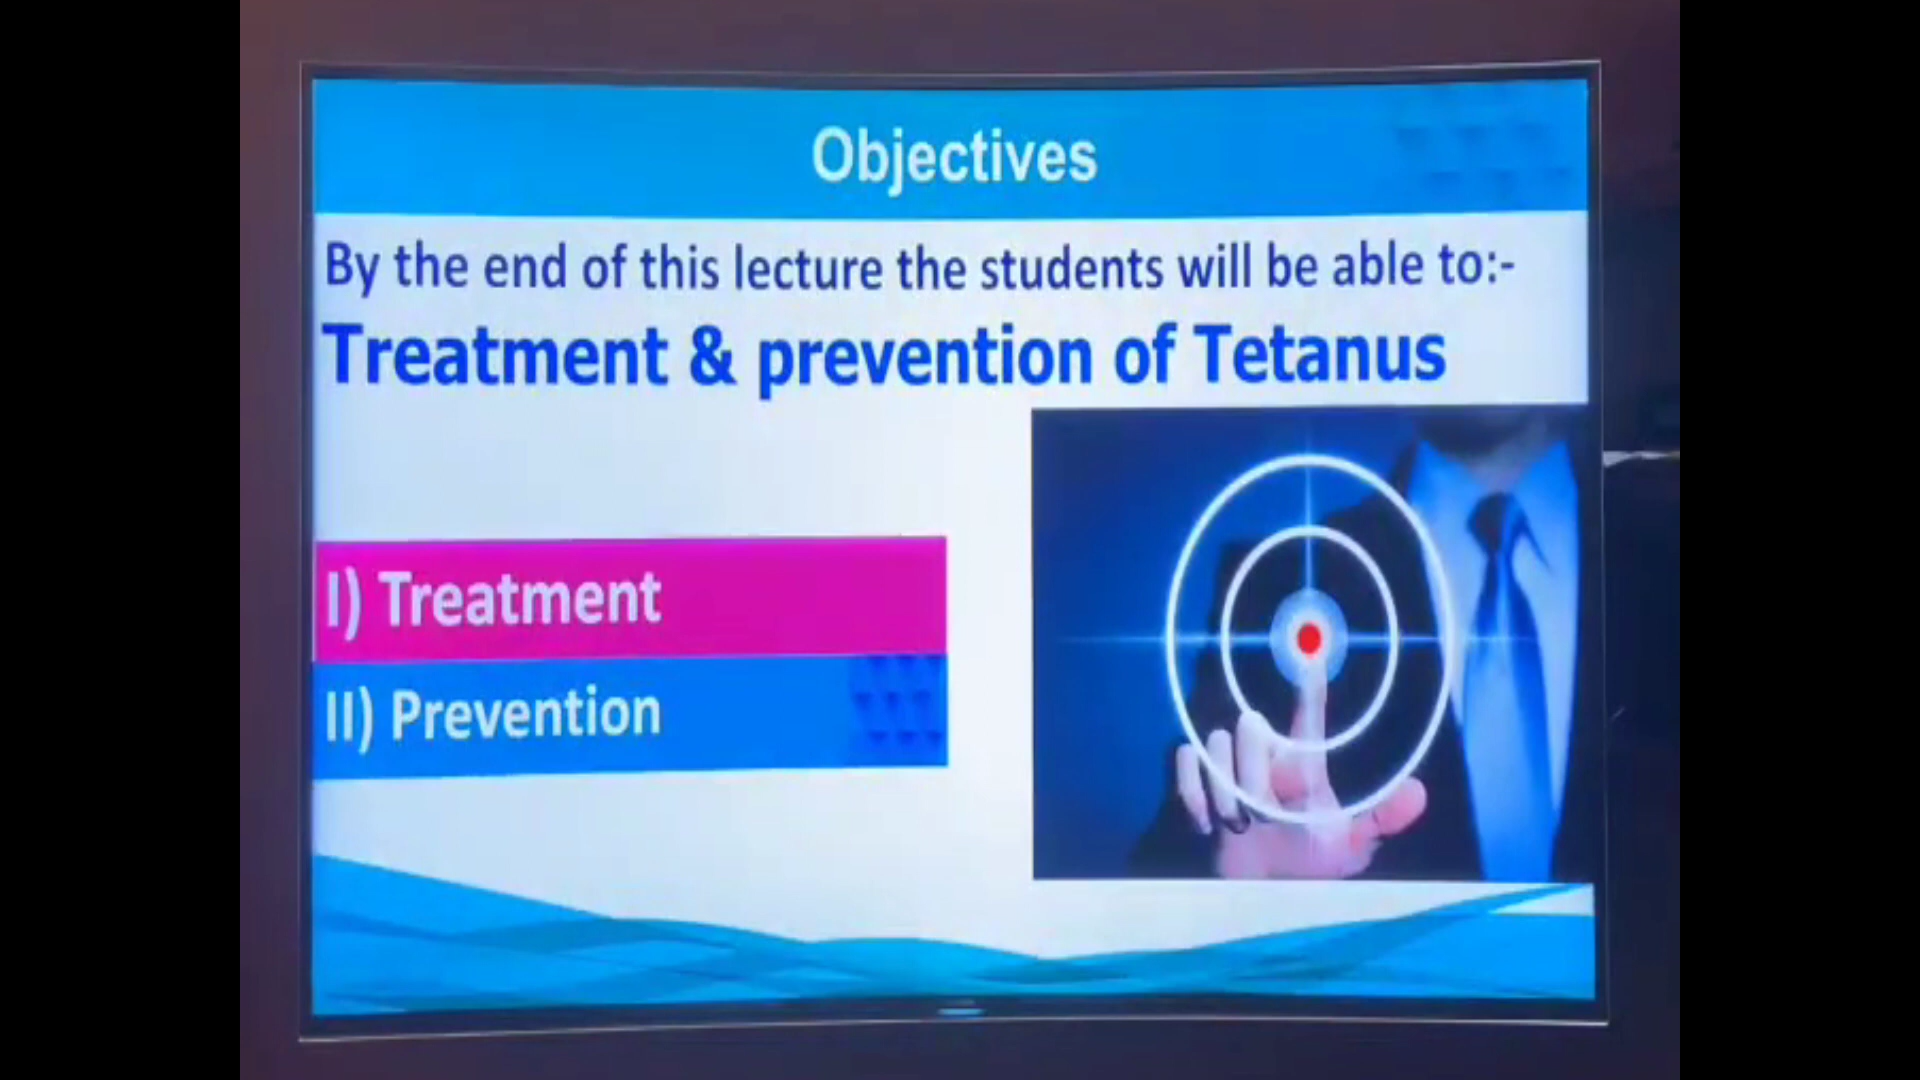 Objectives
By the end of this lecture the students will be able to:-
Treatment & prevention of Tetanus
I) Treatment
II) Prevention